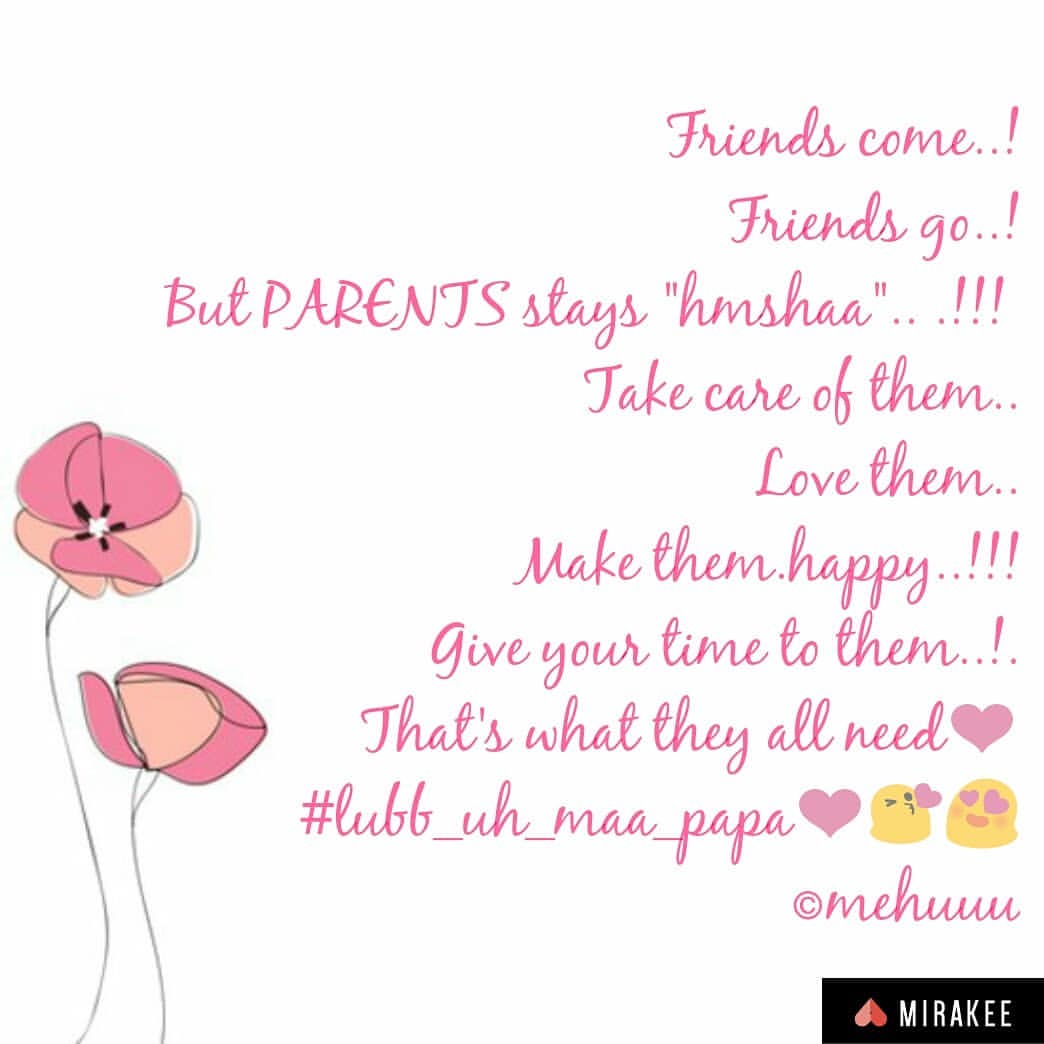 Friends come..!
Friends go..!
But PARENTS stays "hmshaa".. .!!!
Take care of them..
Love them..
Make them.happy..!!!
Give your time to them..!.
That's what they all need💗
#lubb_uh_maa_papa💗😘😍
©mehuuu
MIRAKEE